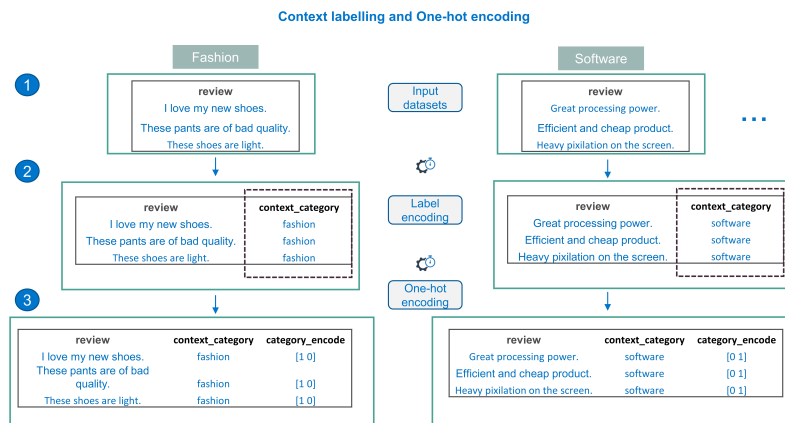 Context labelling and One-hot encoding
Fashion
Software
1
review
I love my new shoes.
These pants are of bad quality.
These shoes are light.
Input
datasets
review
Great processing power.
Efficient and cheap product.
Heavy pixilation on the screen.
...
2
review context_category
I love my new shoes. fashion
These pants are of bad quality. fashion
These shoes are light. fashion
Label
encoding
review context_category
Great processing power. software
Efficient and cheap product. software
Heavy pixilation on the screen. software
One-hot
encoding
3
review context_category category_encode
I love my new shoes. fashion [1 0]
These pants are of bad
quality. fashion [1 0]
These shoes are light. fashion [1 0]
review context_category category_encode
Great processing power. software [0 1]
Efficient and cheap product. software [0 1]
Heavy pixilation on the screen. software [0 1]